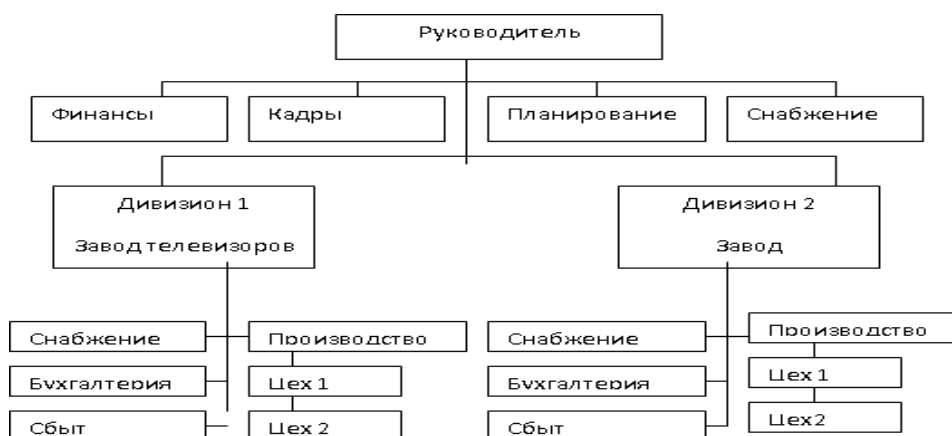 Руководитель
Финансы
Кадры
Планирование
Снабжение
Дивизион 1
Завод телевизоров
Дивизион 2
Завод
Снабжение
Производство
Бухгалтерия
Цех 1
Сбыт
Цех 2
Снабжение
Производство
Бухгалтерия
Цех 1
Сбыт
Цех2